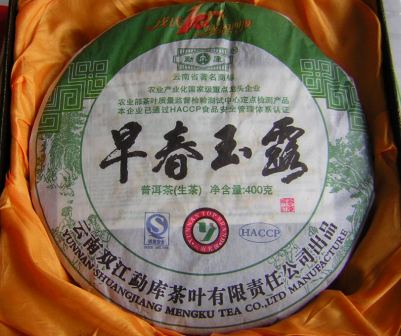 戎氏
勐库
云南省著名商标
农业产业化国家级重点龙头企业
农业部茶叶质量监督检验测试中心定点检测产品
本企业已通过HACCP食品安全管理体系认证
早春玉露
普洱茶(生茶) 净含量:400克
HACCP
云南双江勐库茶叶有限责任公司出品
YUNNAN SHUANGJIANG MENGKU TEA CO.,LTD MANUFACTURE